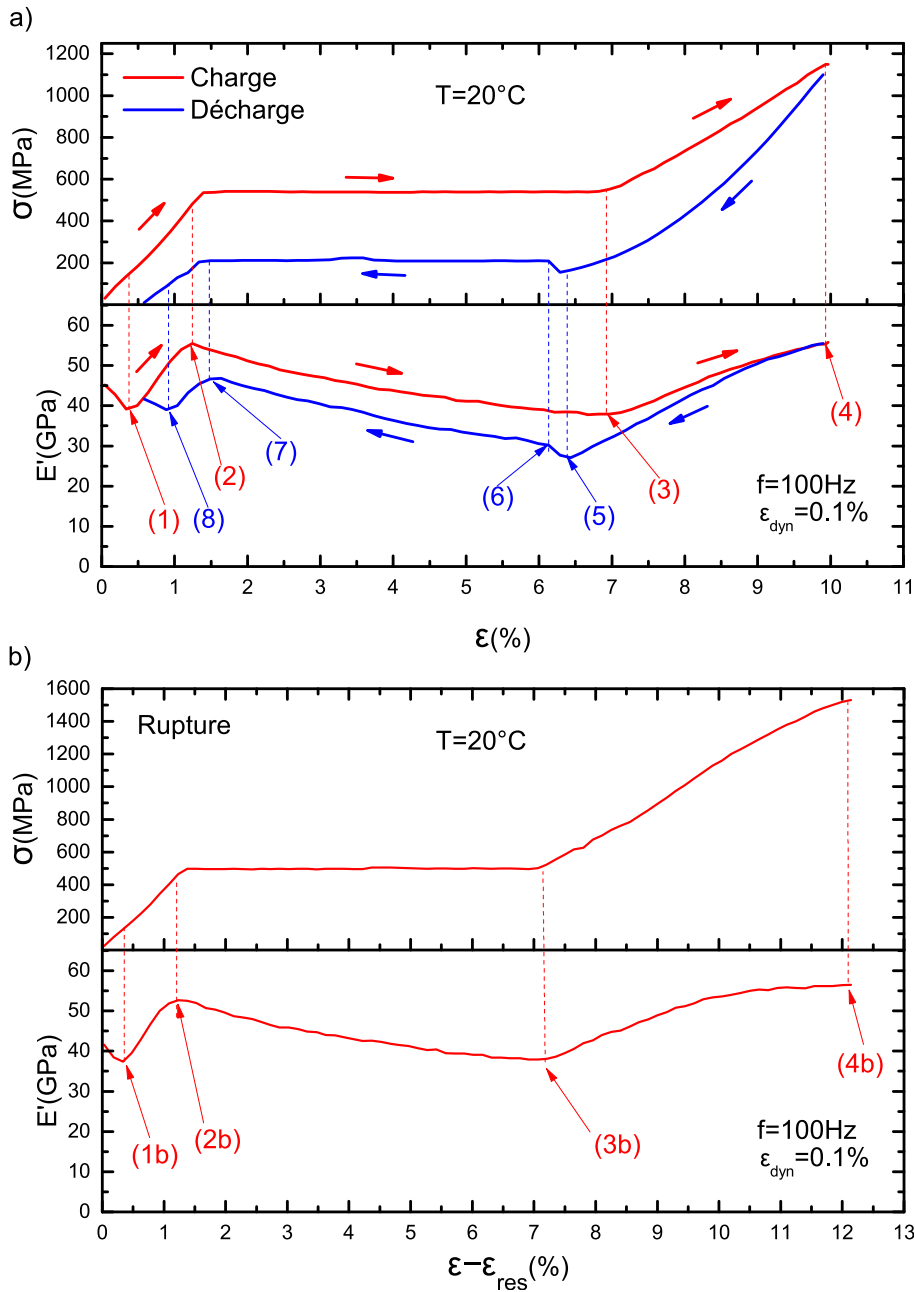 a)
1200
1000
800
600
400
200
σ(MPa)
Charge
Décharge
T=20°C
60
50
40
30
20
10
0
E'(GPa)
(1)
(2)
(3)
(4)
(5)
(6)
(7)
(8)
f=100Hz
εdyn=0.1%
0 1 2 3 4 5 6 7 8 9 10 11
ε(%)
b)
1600
1400
1200
1000
800
600
400
200
σ(MPa)
Rupture
T=20°C
60
50
40
30
20
10
0
E'(GPa)
(1b)
(2b)
(3b)
(4b)
f=100Hz
εdyn=0.1%
0 1 2 3 4 5 6 7 8 9 10 11 12 13
ε−εres(%)